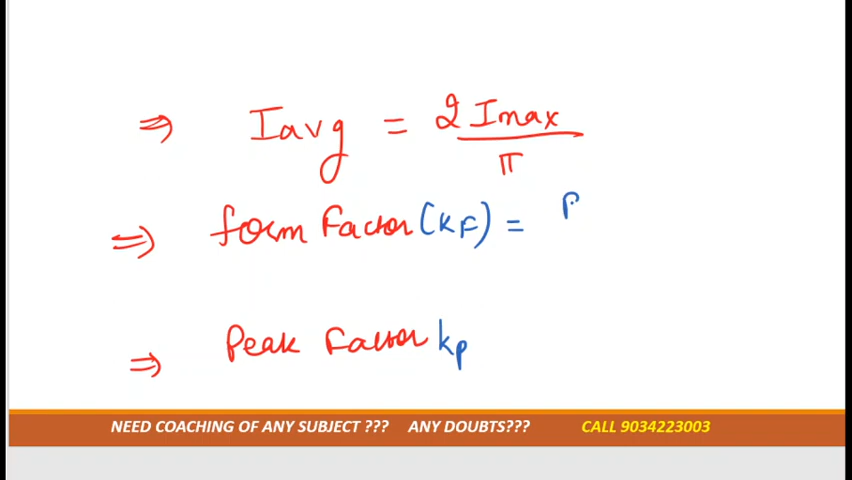 ⇒ Iavg = 2 Imax / π
⇒ form Factor (KF) =
⇒ Peak Factor kp
NEED COACHING OF ANY SUBJECT ??? ANY DOUBTS??? CALL 9034223003